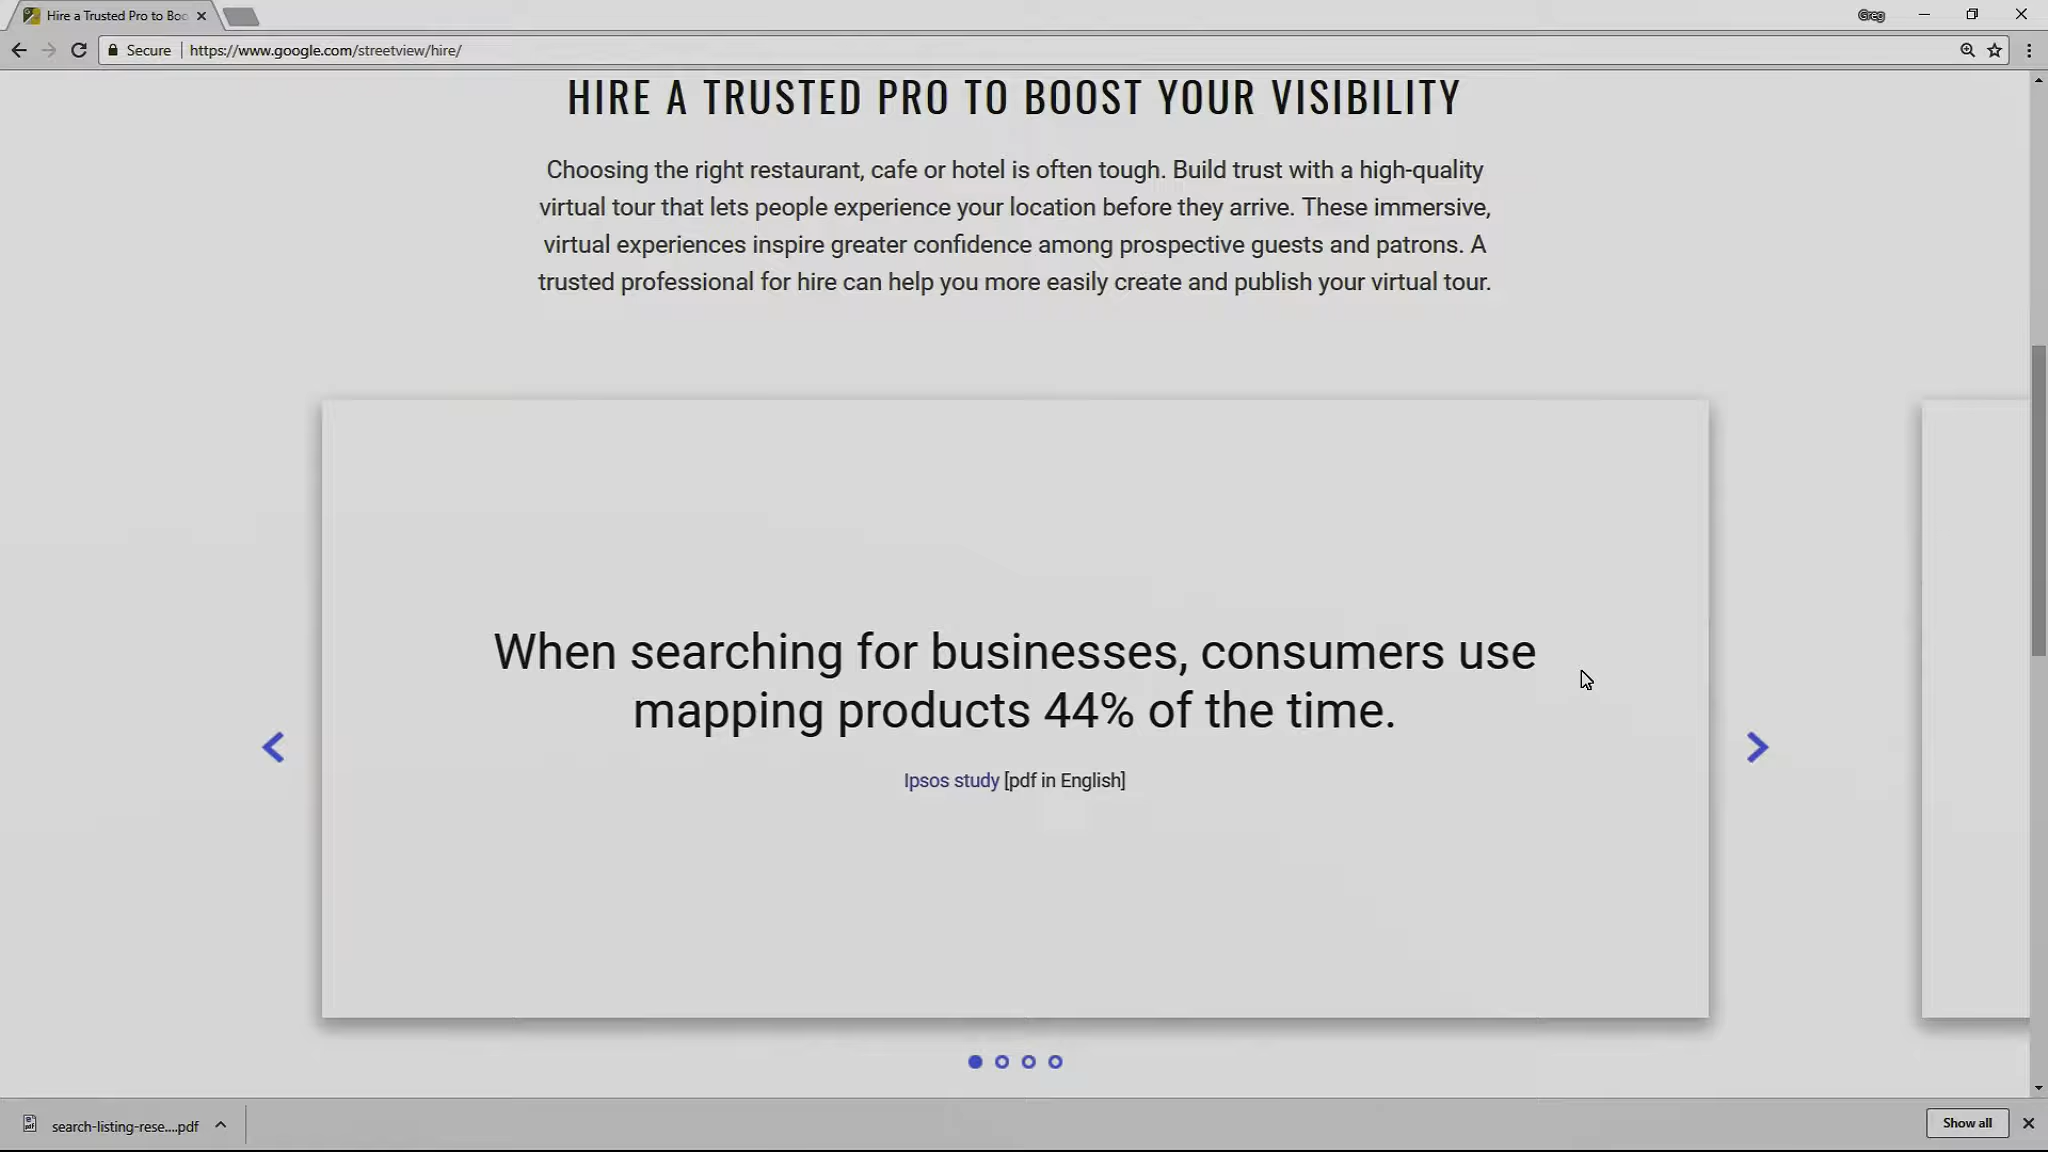 Hire a Trusted Pro to Boo
Greg
Secure
https://www.google.com/streetview/hire/
HIRE A TRUSTED PRO TO BOOST YOUR VISIBILITY
Choosing the right restaurant, cafe or hotel is often tough. Build trust with a high-quality
virtual tour that lets people experience your location before they arrive. These immersive,
virtual experiences inspire greater confidence among prospective guests and patrons. A
trusted professional for hire can help you more easily create and publish your virtual tour.
When searching for businesses, consumers use
mapping products 44% of the time.
Ipsos study [pdf in English]
search-listing-rese....pdf
Show all